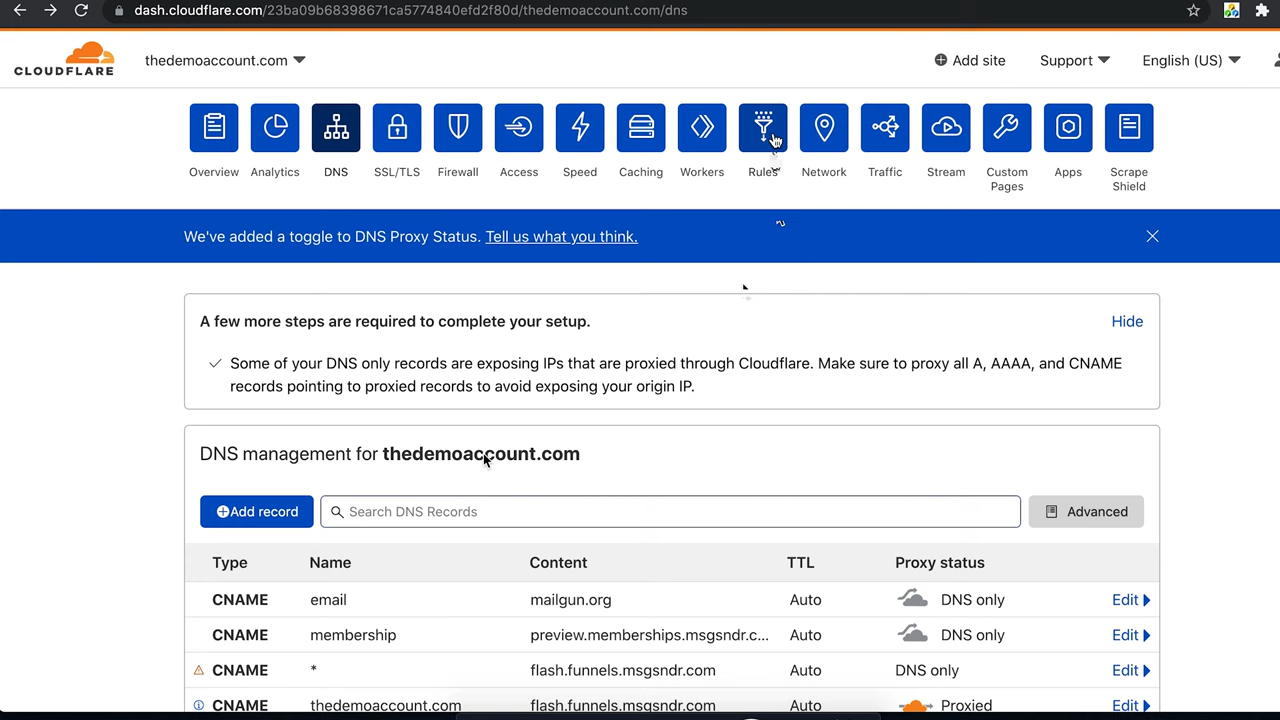 dash.cloudflare.com/23ba09b68398671ca5774840efd2f80d/thedemoaccount.com/dns
CLOUDFLARE
thedemoaccount.com
Add site
Support
English (US)
Overview
Analytics
DNS
SSL/TLS
Firewall
Access
Speed
Caching
Workers
Rules
Network
Traffic
Stream
Custom
Pages
Apps
Scrape
Shield
We've added a toggle to DNS Proxy Status. Tell us what you think.
A few more steps are required to complete your setup.
Hide
Some of your DNS only records are exposing IPs that are proxied through Cloudflare. Make sure to proxy all A, AAAA, and CNAME
records pointing to proxied records to avoid exposing your origin IP.
DNS management for thedemoaccount.com
Add record
Search DNS Records
Advanced
Type Name Content TTL Proxy status
CNAME email mailgun.org Auto DNS only Edit
CNAME membership preview.memberships.msgsndr.c... Auto DNS only Edit
CNAME * flash.funnels.msgsndr.com Auto DNS only Edit
CNAME thedemoaccount.com flash.funnels.msgsndr.com Auto Proxied Edit